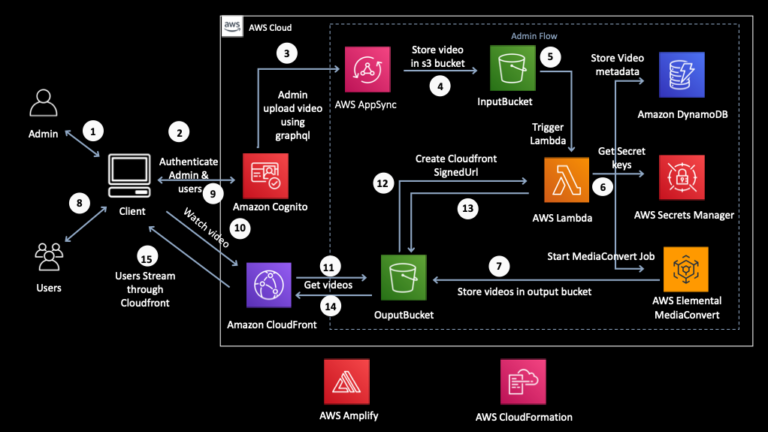 aws
AWS Cloud
Admin Flow
3
Store video
in s3 bucket
4
5
Store Video
metadata
AWS AppSync
InputBucket
Amazon DynamoDB
Admin
upload video
using
graphql
Admin
1
2
Trigger
Lambda
Get Secret
keys
Authenticate
Admin &
users
9
Create Cloudfront
SignedUrl
12
6
Client
Amazon Cognito
13
AWS Lambda
AWS Secrets Manager
8
Watch video
10
Users
15
Users Stream
through
Cloudfront
11
Get videos
14
7
Start MediaConvert Job
Store videos in output bucket
Amazon CloudFront
OuputBucket
AWS Elemental
MediaConvert
AWS Amplify
AWS CloudFormation